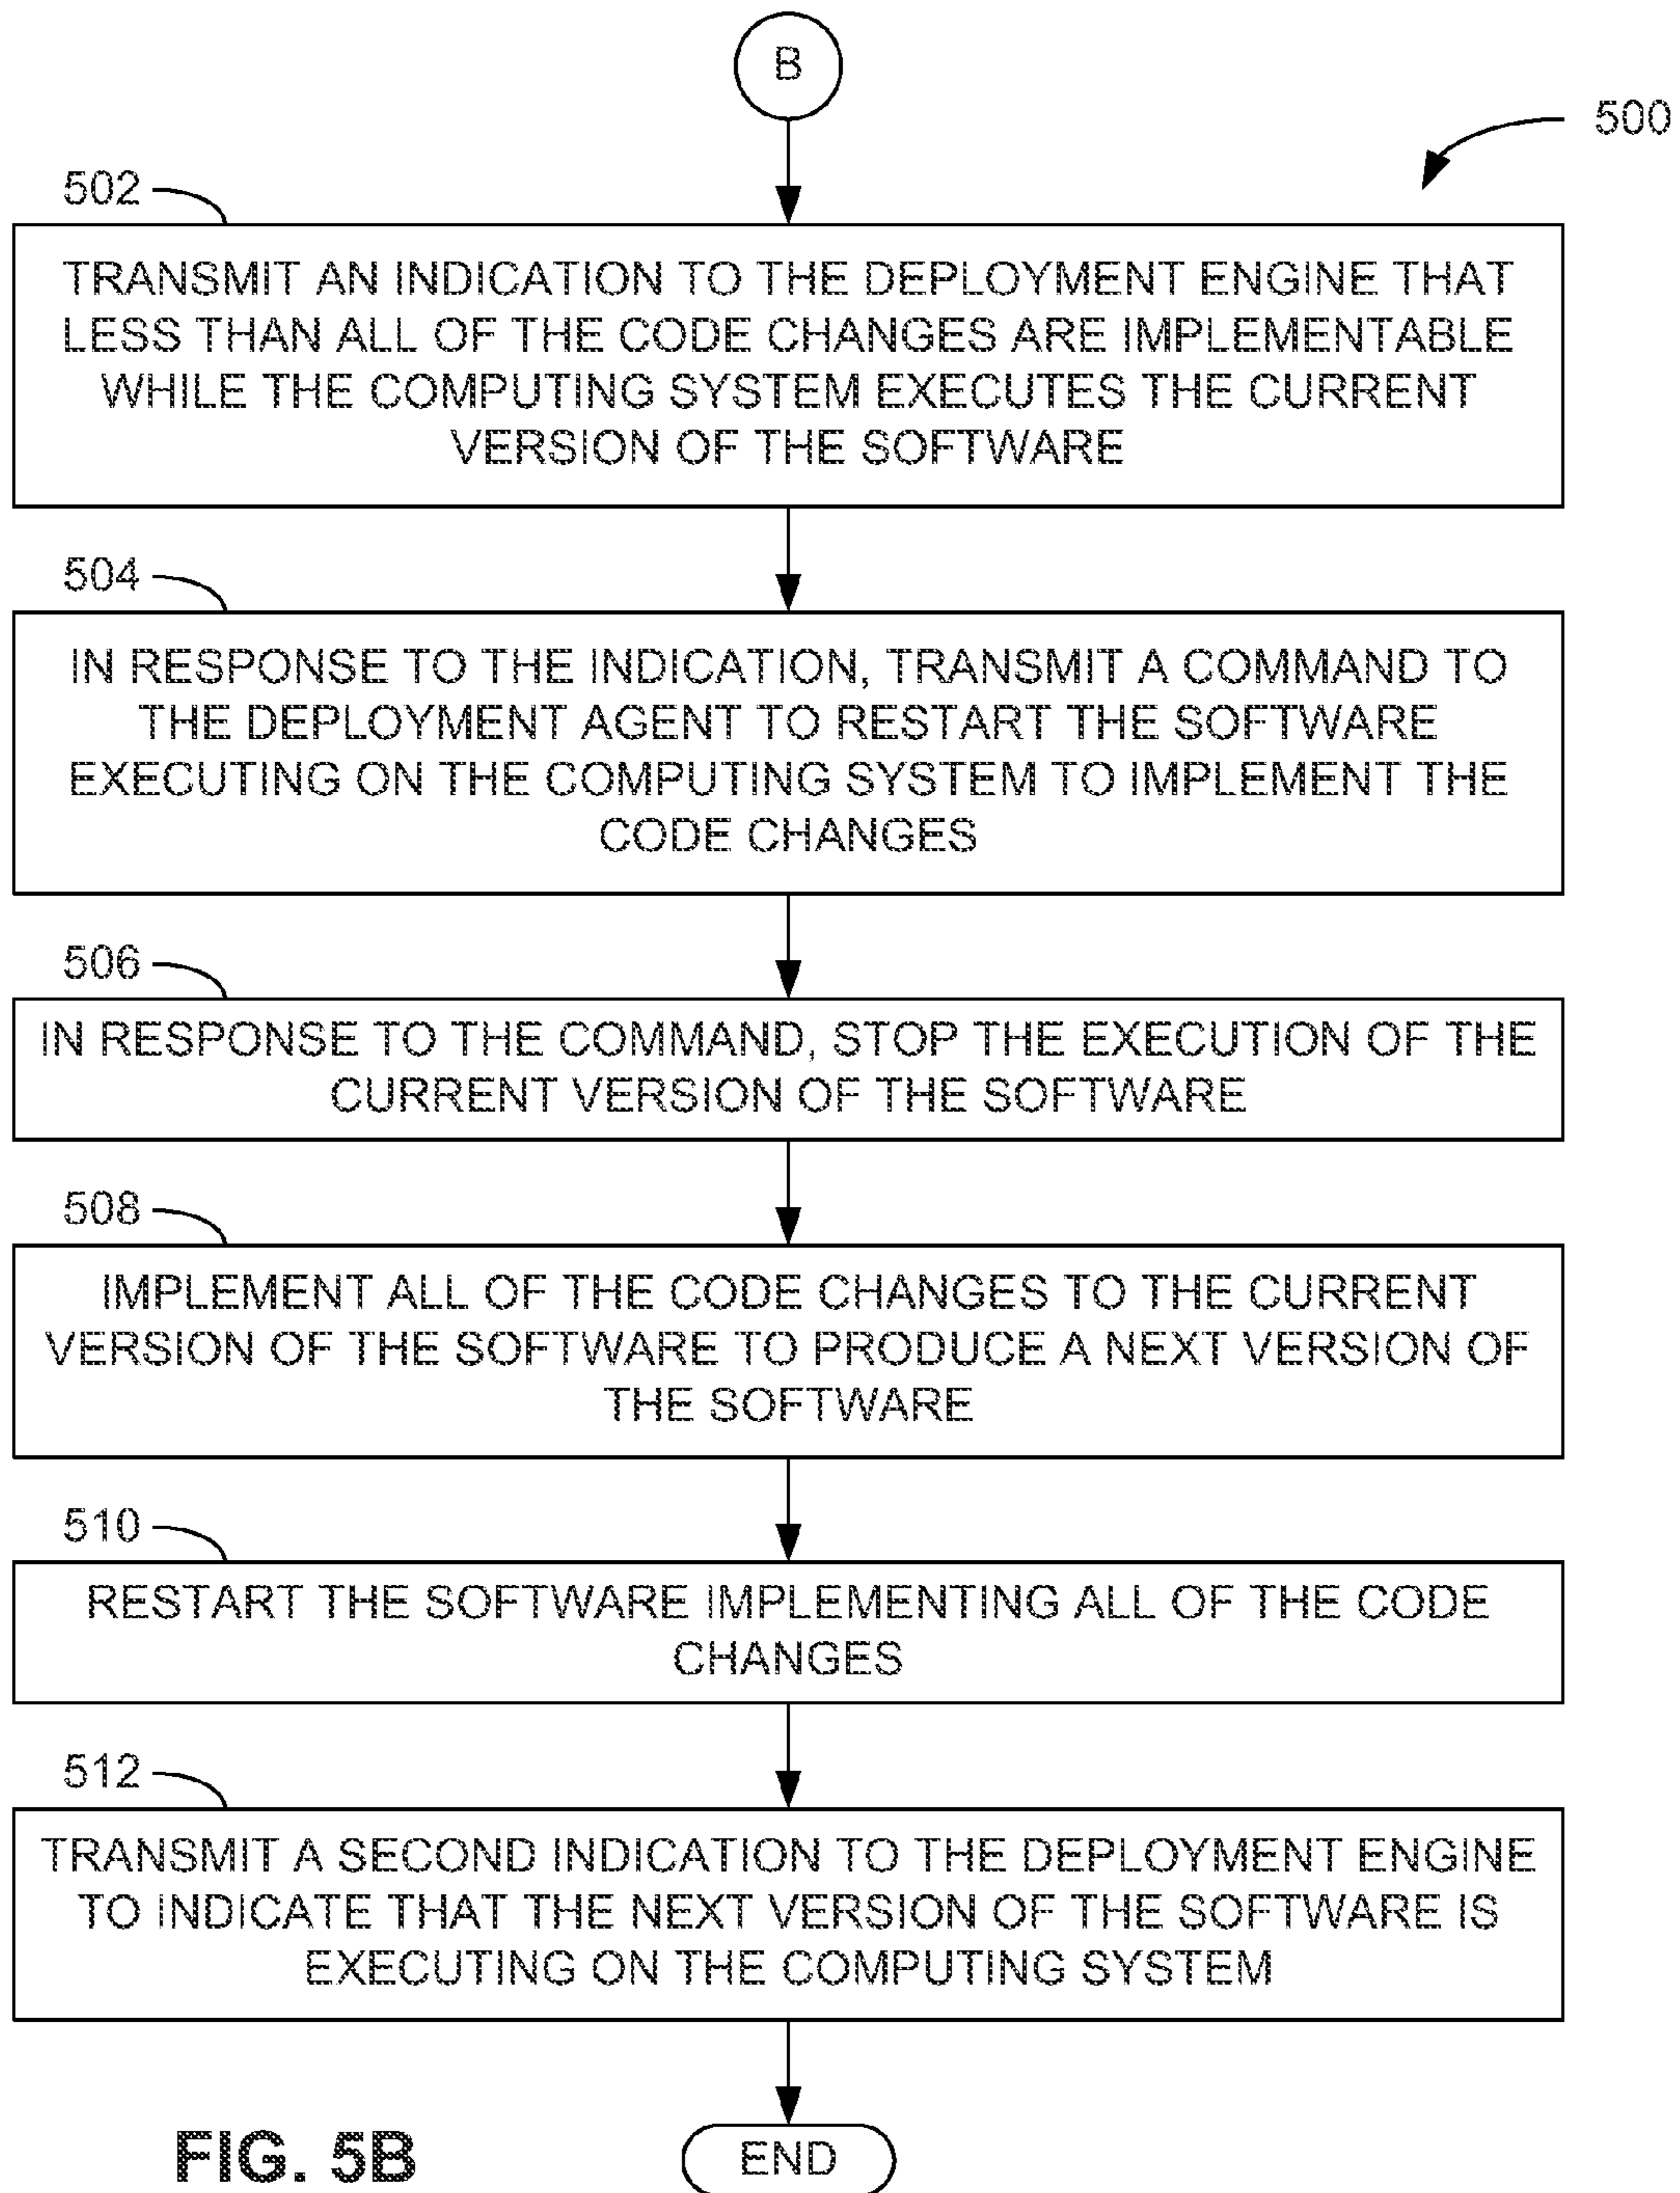 B
500
502
TRANSMIT AN INDICATION TO THE DEPLOYMENT ENGINE THAT
LESS THAN ALL OF THE CODE CHANGES ARE IMPLEMENTABLE
WHILE THE COMPUTING SYSTEM EXECUTES THE CURRENT
VERSION OF THE SOFTWARE
504
IN RESPONSE TO THE INDICATION, TRANSMIT A COMMAND TO
THE DEPLOYMENT AGENT TO RESTART THE SOFTWARE
EXECUTING ON THE COMPUTING SYSTEM TO IMPLEMENT THE
CODE CHANGES
506
IN RESPONSE TO THE COMMAND, STOP THE EXECUTION OF THE
CURRENT VERSION OF THE SOFTWARE
508
IMPLEMENT ALL OF THE CODE CHANGES TO THE CURRENT
VERSION OF THE SOFTWARE TO PRODUCE A NEXT VERSION OF
THE SOFTWARE
510
RESTART THE SOFTWARE IMPLEMENTING ALL OF THE CODE
CHANGES
512
TRANSMIT A SECOND INDICATION TO THE DEPLOYMENT ENGINE
TO INDICATE THAT THE NEXT VERSION OF THE SOFTWARE IS
EXECUTING ON THE COMPUTING SYSTEM
END
FIG. 5B